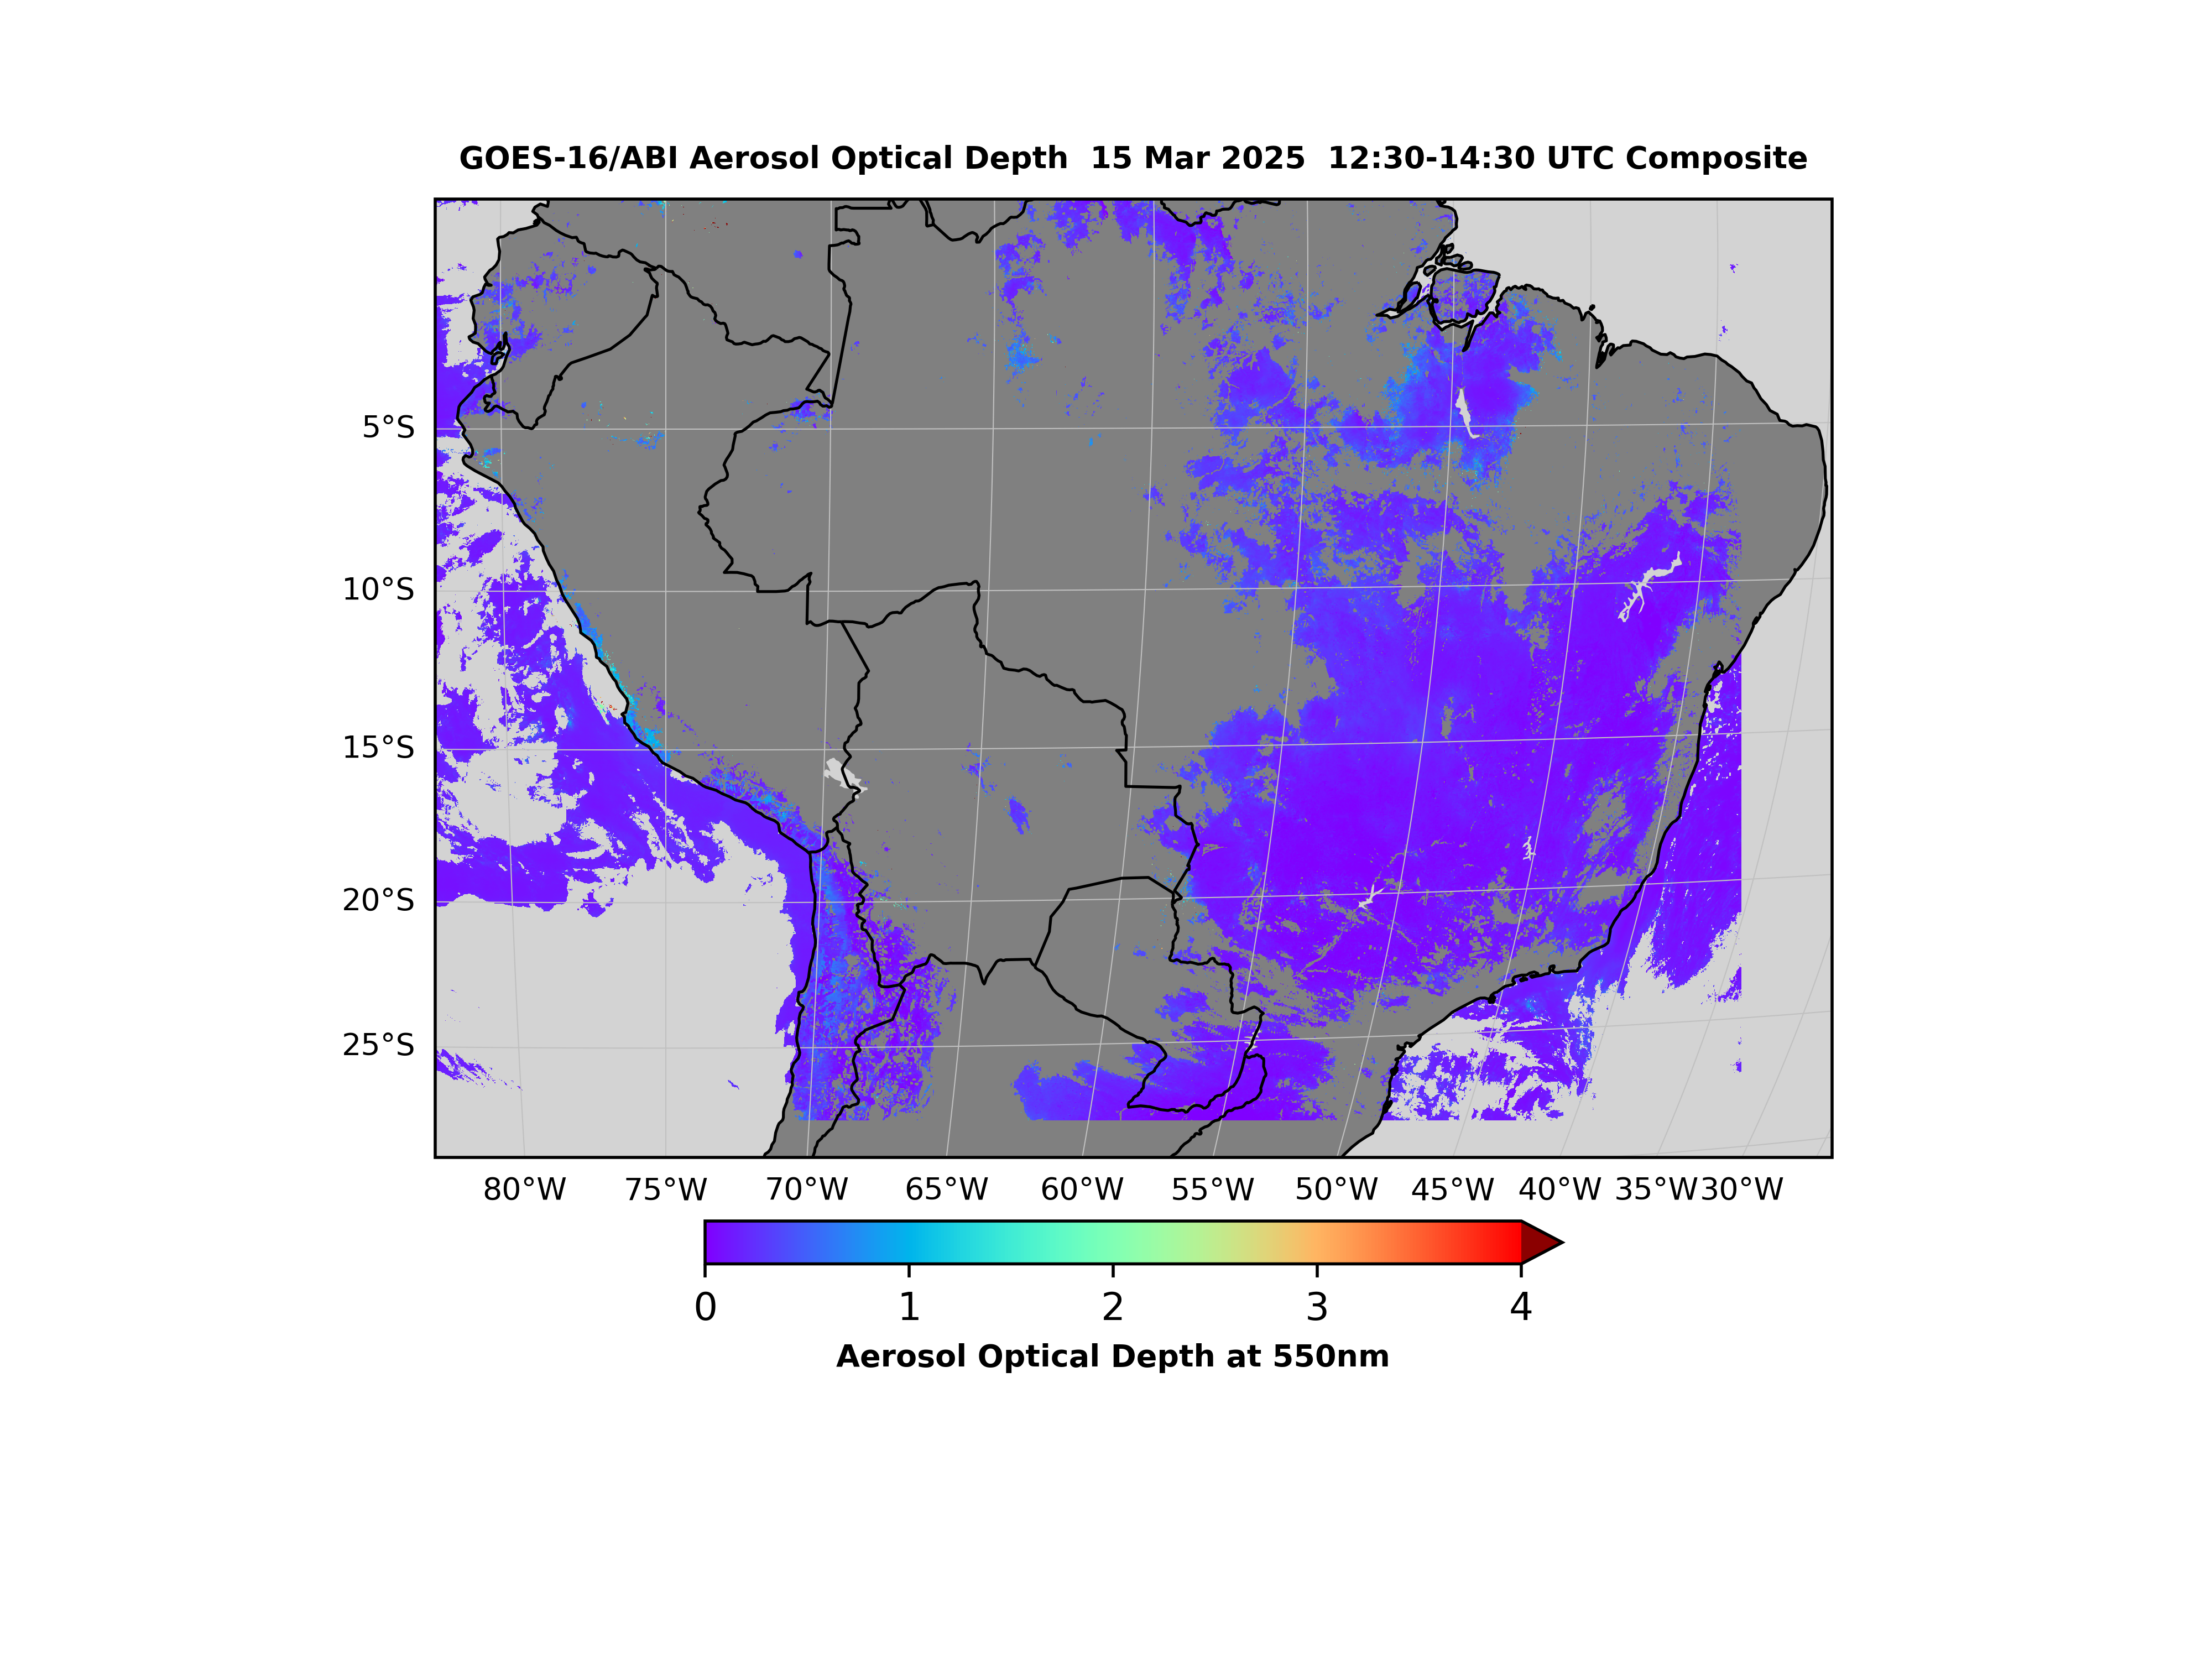 GOES-16/ABI Aerosol Optical Depth  15 Mar 2025  12:30-14:30 UTC Composite
5°S
10°S
15°S
20°S
25°S
80°W 75°W 70°W 65°W 60°W 55°W 50°W 45°W 40°W 35°W 30°W
0 1 2 3 4
Aerosol Optical Depth at 550nm